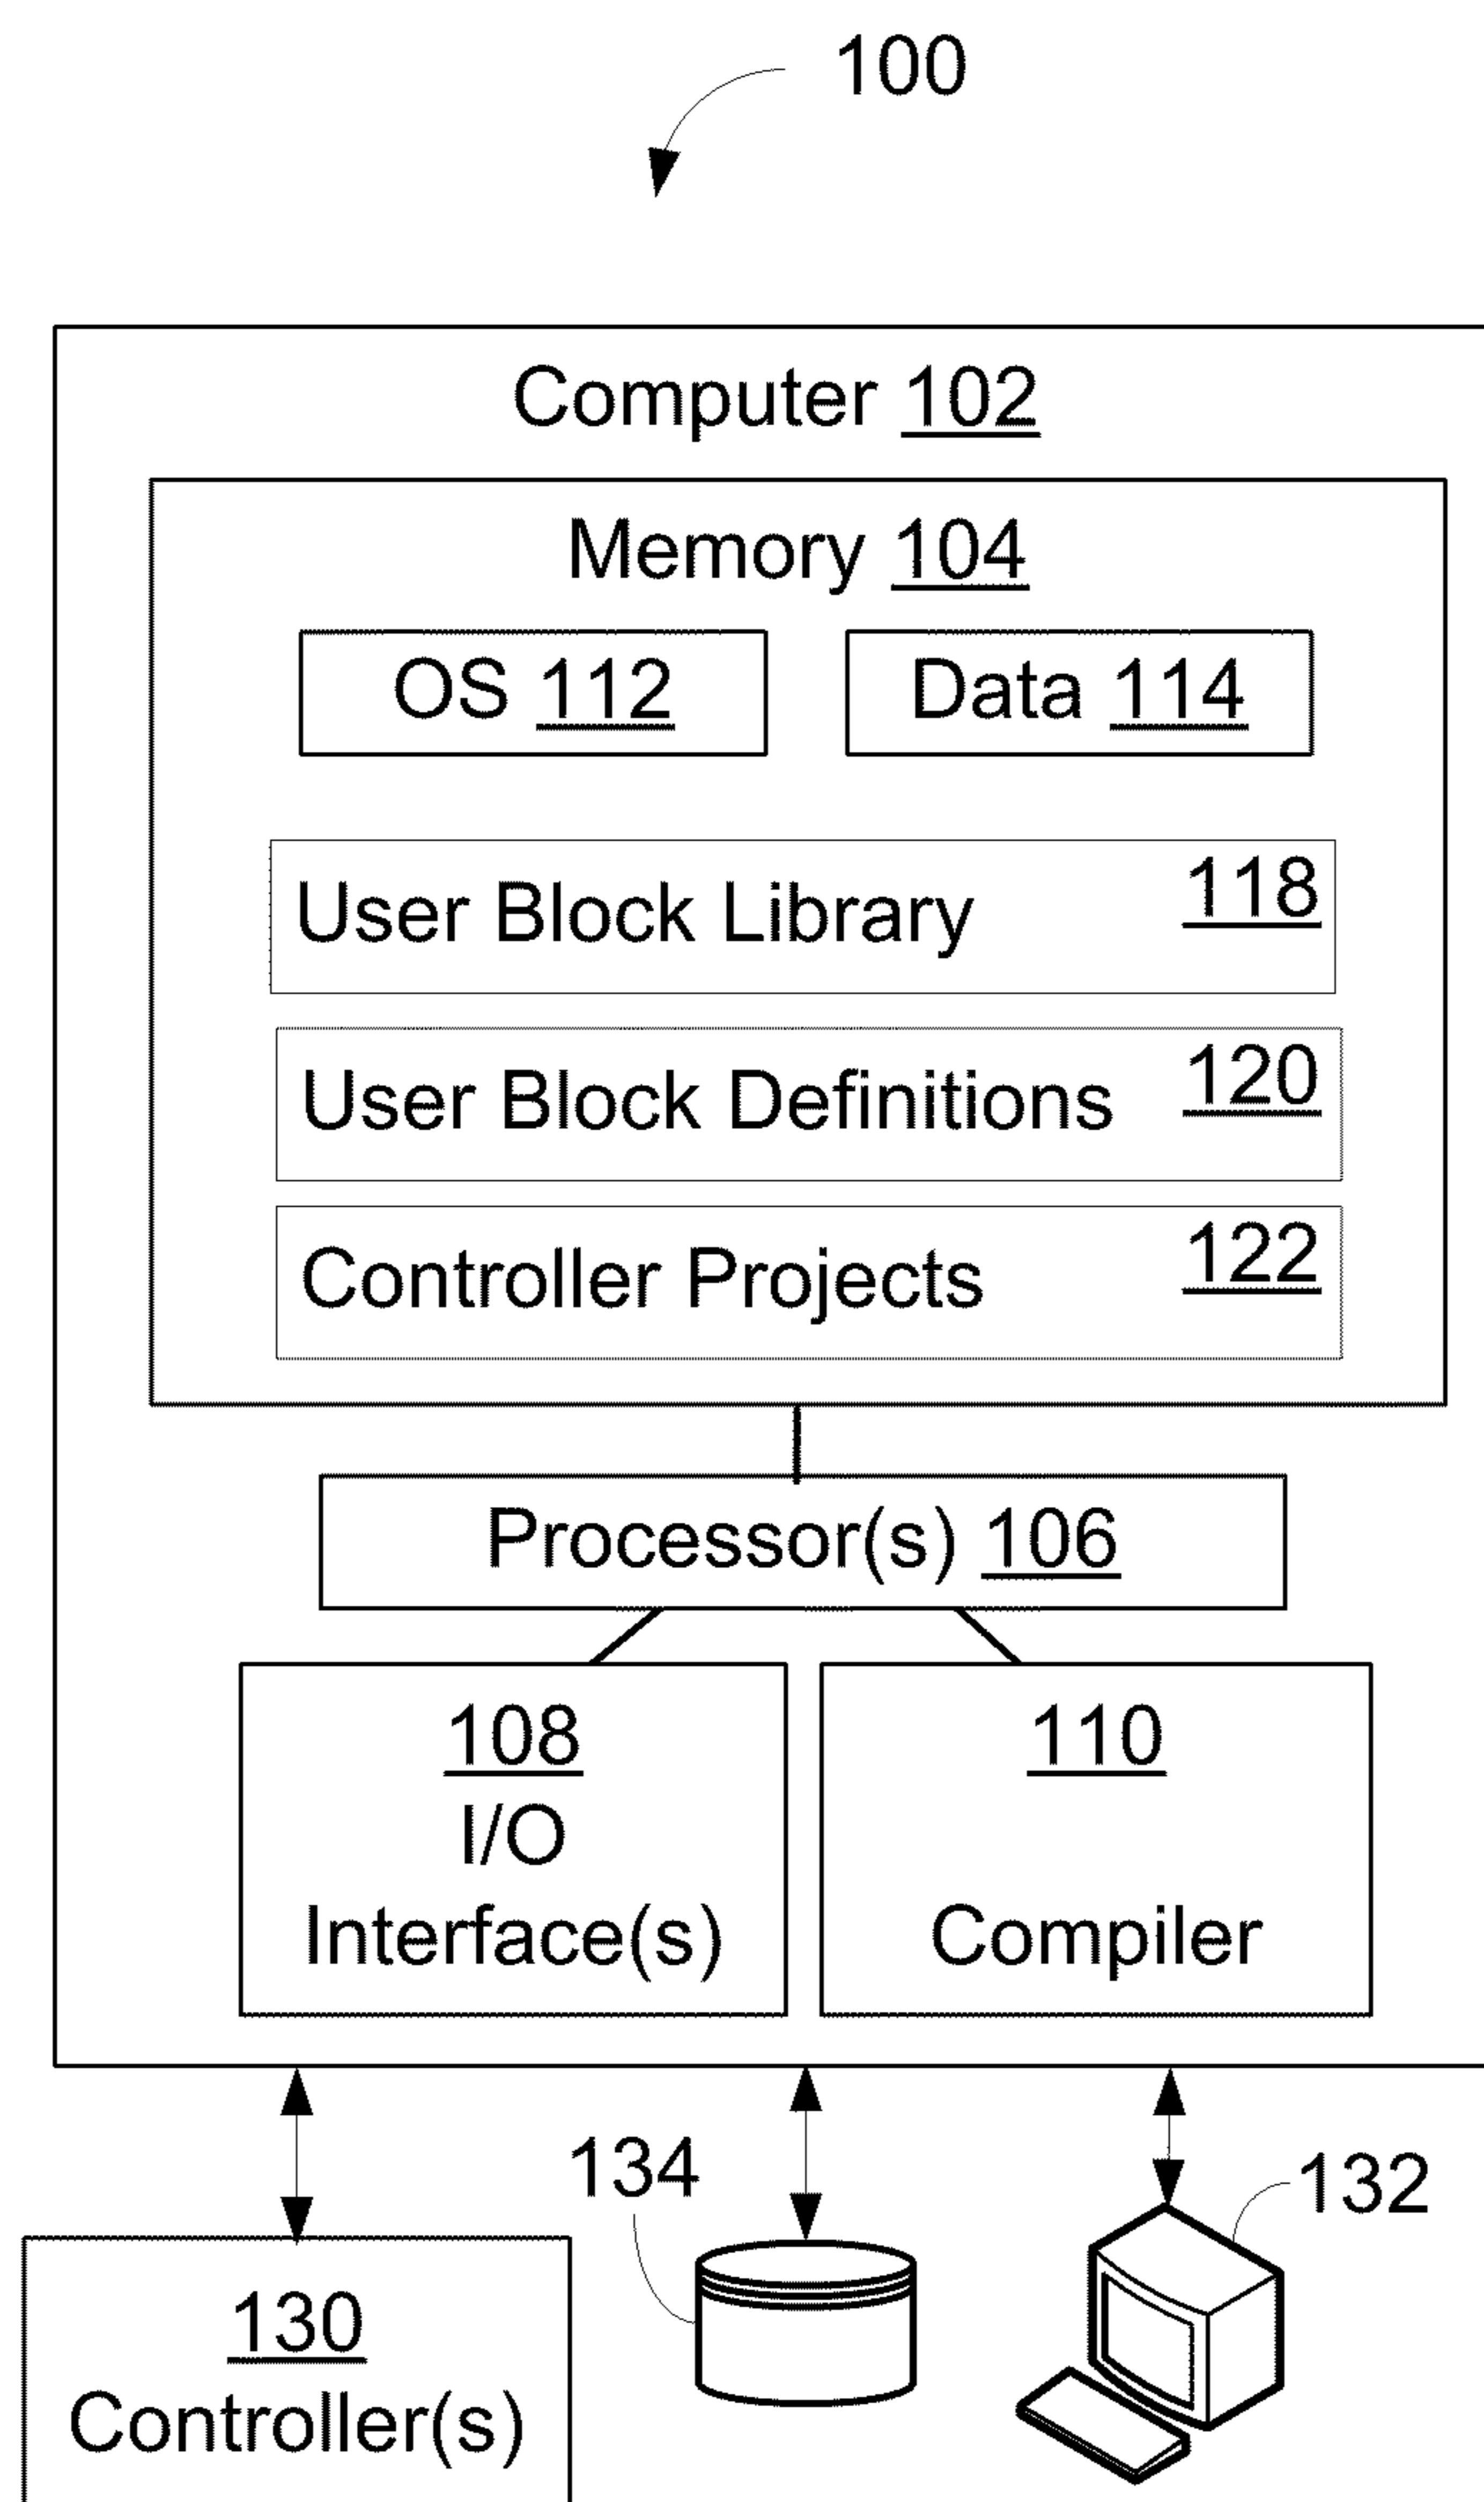 100
Computer 102
Memory 104
OS 112
Data 114
User Block Library 118
User Block Definitions 120
Controller Projects 122
Processor(s) 106
108
I/O
Interface(s)
110
Compiler
134
132
130
Controller(s)